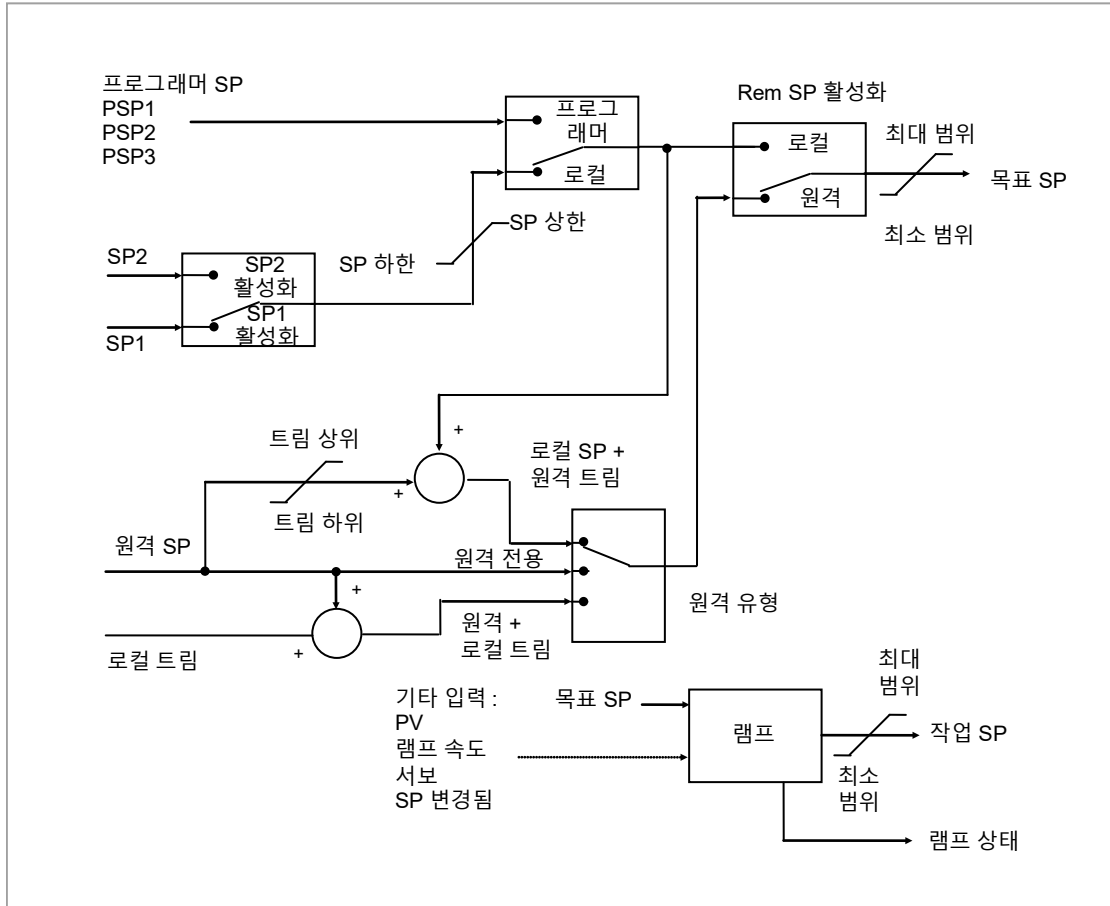 프로그래머 SP
PSP1
PSP2
PSP3
프로그
래머
로컬
Rem SP 활성화
로컬
원격
최대 범위
최소 범위
목표 SP
SP 상한
SP 하한
SP2
SP1
SP2
활성화
SP1
활성화
트림 상위
트림 하위
+
+
로컬 SP +
원격 트림
원격 SP
원격 전용
+
+
원격 +
로컬 트림
로컬 트림
원격 유형
기타 입력 :
PV
램프 속도
서보
SP 변경됨
목표 SP
램프
최대
범위
최소
범위
작업 SP
램프 상태